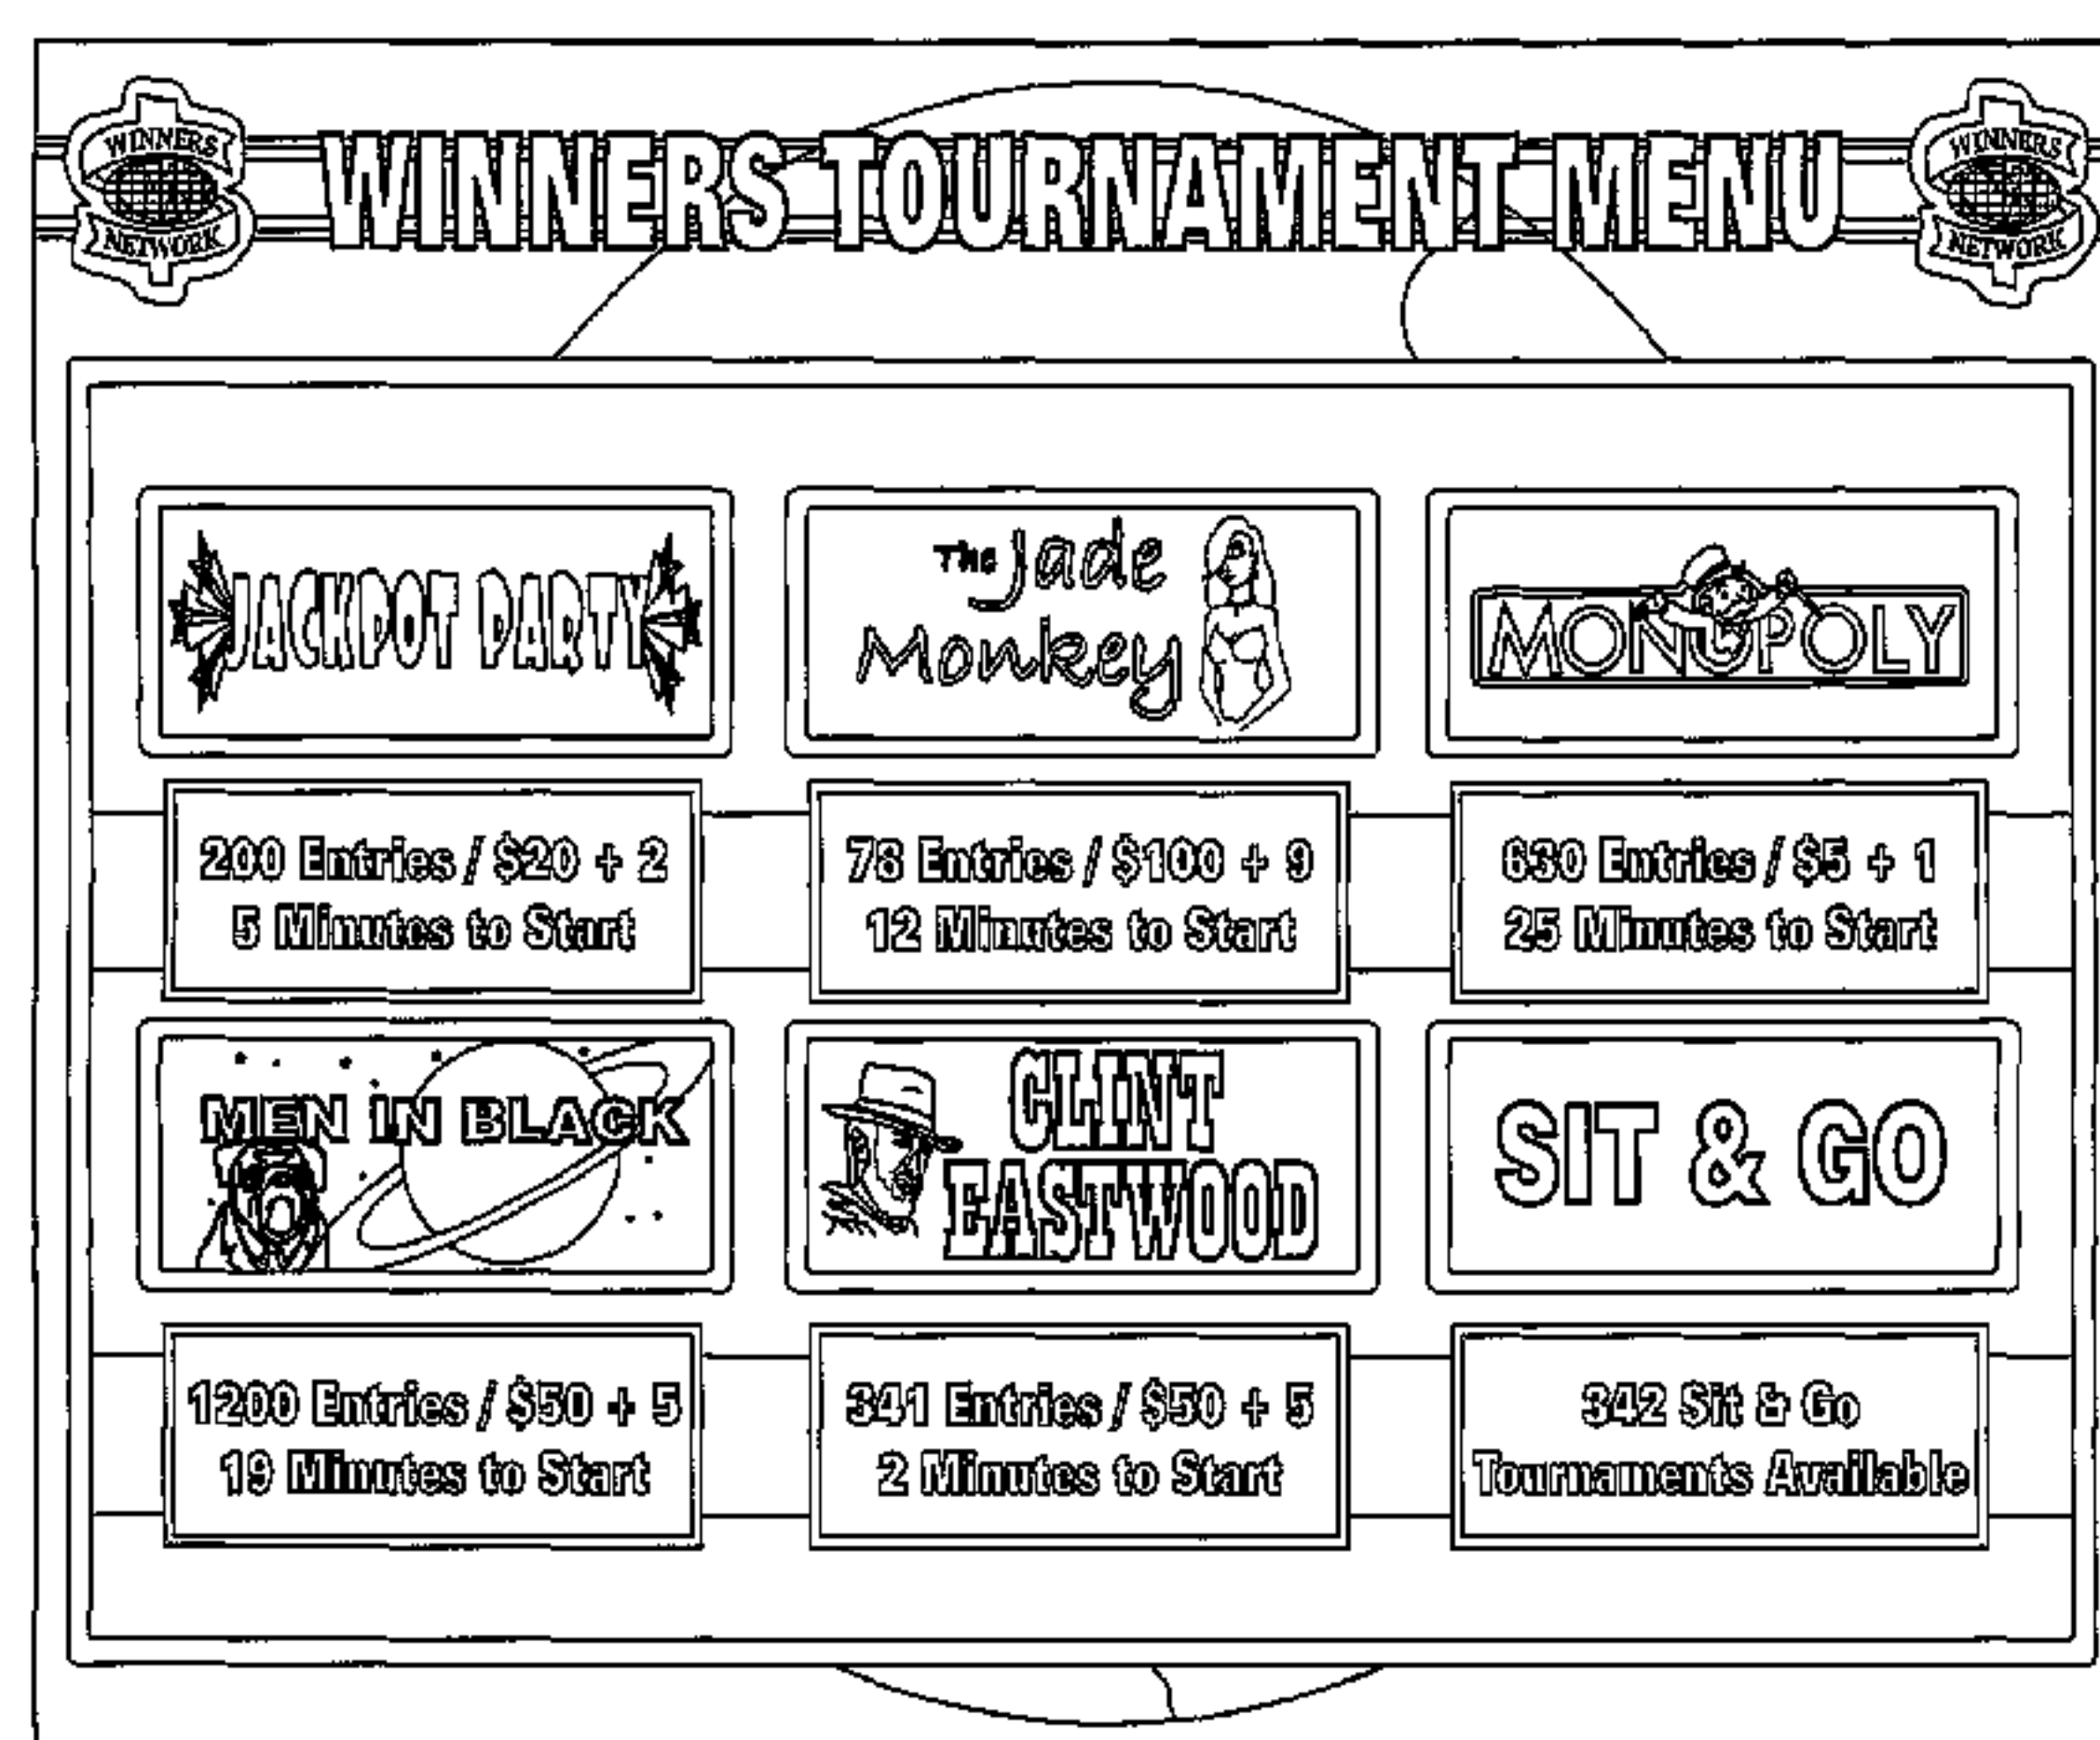 WINNERS NETWORK
WINNERS TOURNAMENT MENU
WINNERS NETWORK
JACKPOT PARTY
The Jade
Monkey
MONOPOLY
200 Entries / $20 + 2
5 Minutes to Start
78 Entries / $100 + 9
12 Minutes to Start
630 Entries / $5 + 1
25 Minutes to Start
MEN IN BLACK
CLINT
EASTWOOD
SIT & GO
1200 Entries / $50 + 5
19 Minutes to Start
341 Entries / $50 + 5
2 Minutes to Start
342 Sit & Go
Tournaments Available